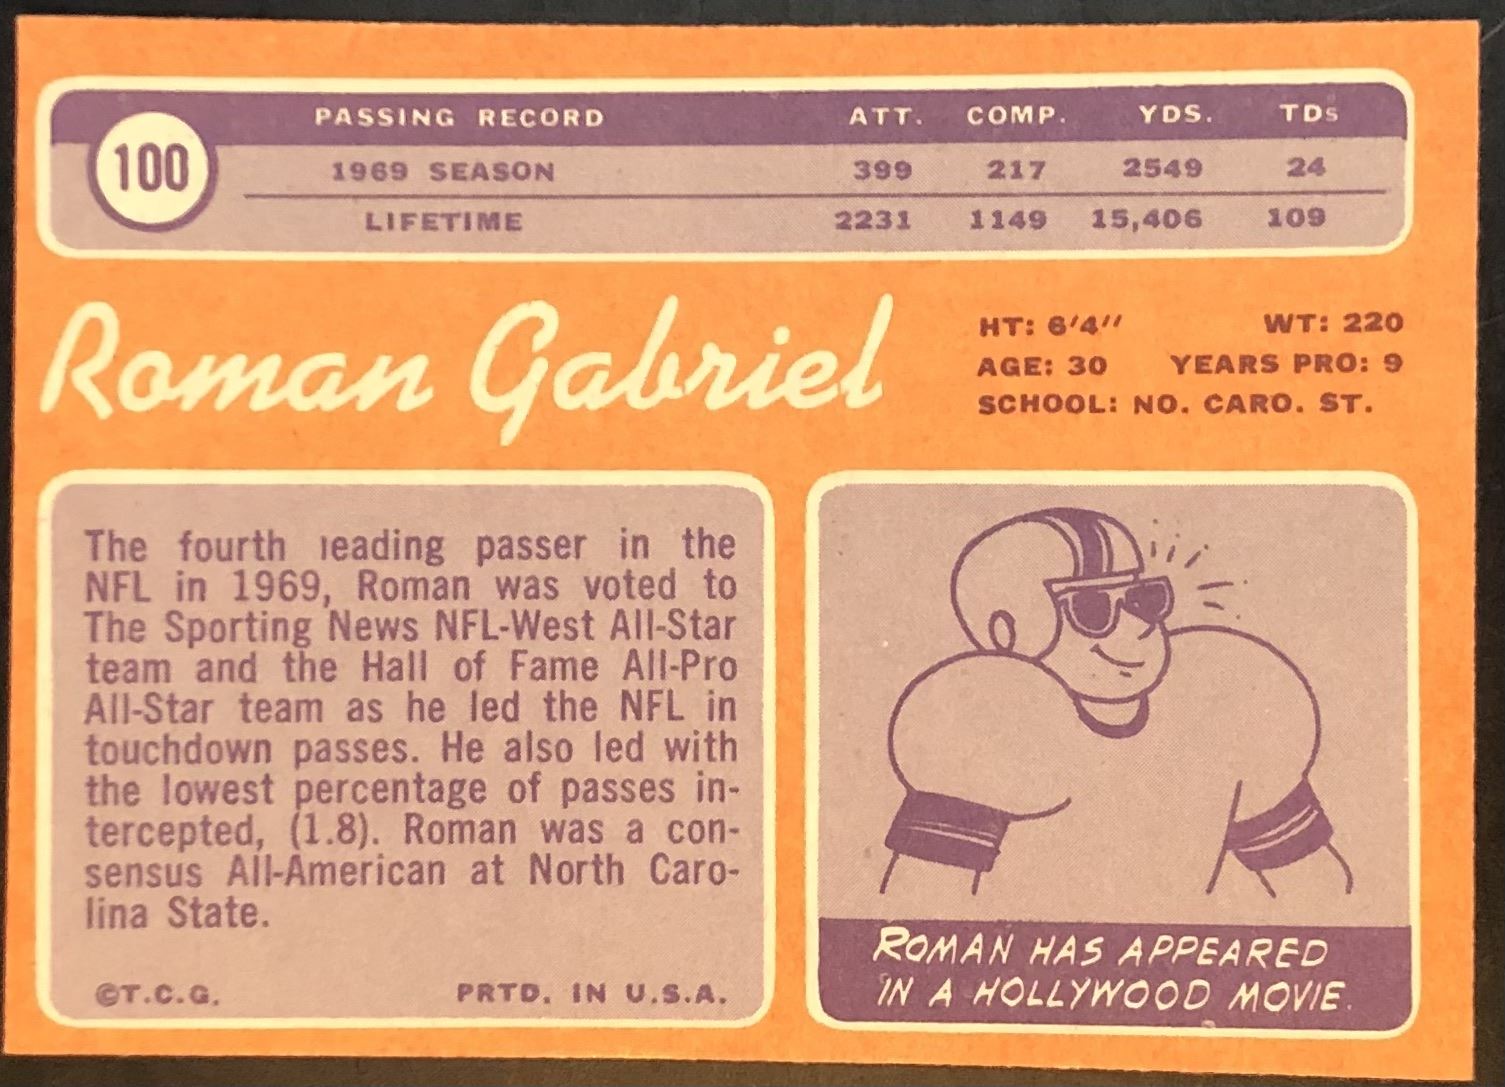 100
PASSING RECORD ATT. COMP. YDS. TDs
1969 SEASON 399 217 2549 24
LIFETIME 2231 1149 15,406 109
Roman Gabriel
HT: 6'4'' WT: 220
AGE: 30 YEARS PRO: 9
SCHOOL: NO. CARO. ST.
The fourth leading passer in the
NFL in 1969, Roman was voted to
The Sporting News NFL-West All-Star
team and the Hall of Fame All-Pro
All-Star team as he led the NFL in
touchdown passes. He also led with
the lowest percentage of passes in-
tercepted, (1.8). Roman was a con-
sensus All-American at North Caro-
lina State.
©T.C.G. PRTD. IN U.S.A.
ROMAN HAS APPEARED
IN A HOLLYWOOD MOVIE.